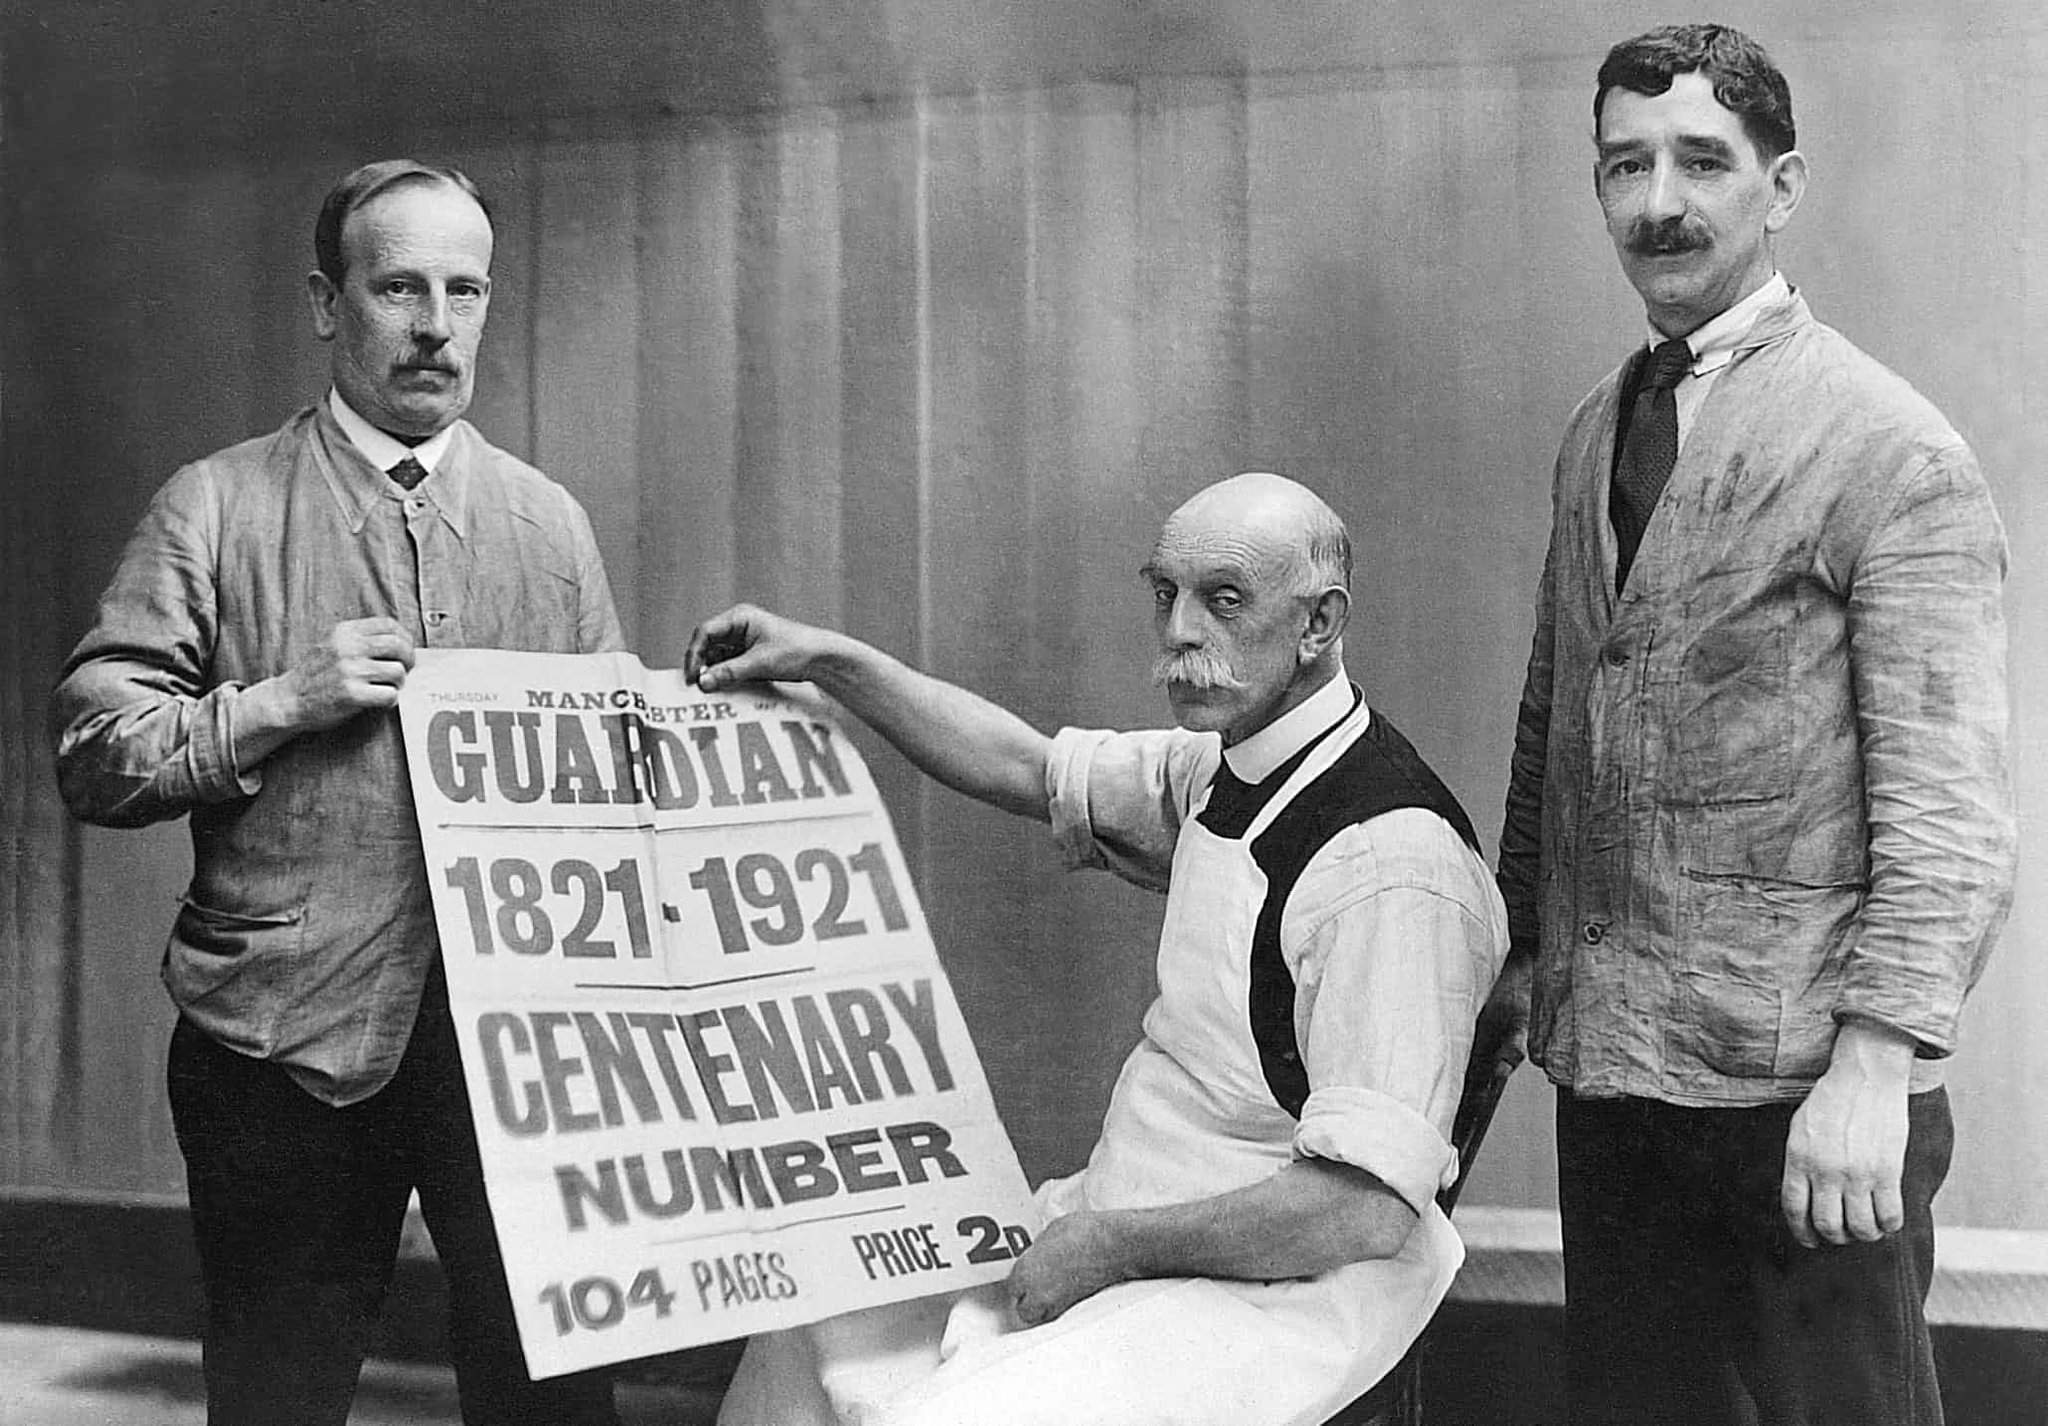 THURSDAY MANCHESTER
GUARDIAN
1821-1921
CENTENARY
NUMBER
104 PAGES PRICE 2D